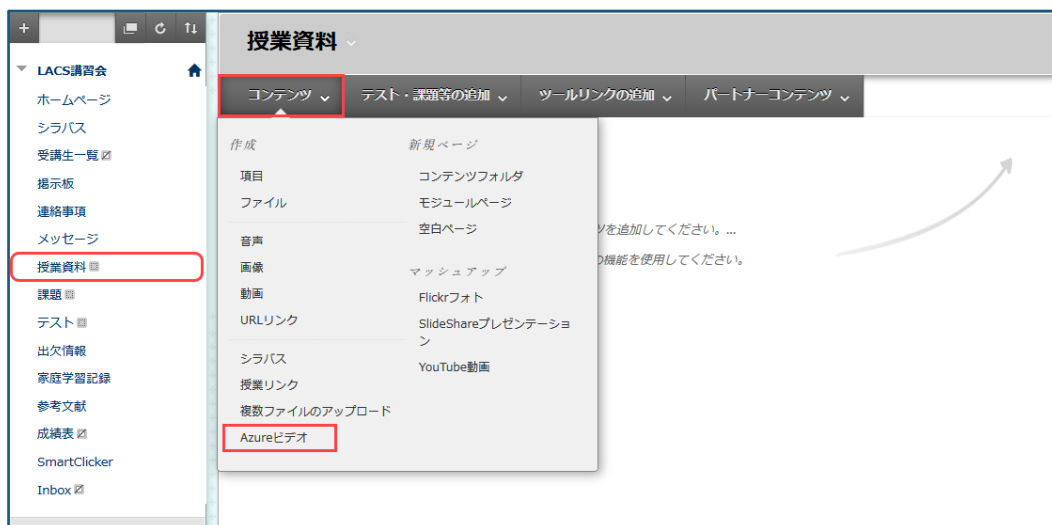 LACS講習会
ホームページ
シラバス
受講生一覧
掲示板
連絡事項
メッセージ
授業資料
課題
テスト
出欠情報
家庭学習記録
参考文献
成績表
SmartClicker
Inbox
授業資料
コンテンツ テスト・課題等の追加 ツールリンクの追加 パートナーコンテンツ
作成
項目
ファイル
音声
画像
動画
URLリンク
シラバス
授業リンク
複数ファイルのアップロード
Azureビデオ
新規ページ
コンテンツフォルダ
モジュールページ
空白ページ
マッシュアップ
Flickrフォト
SlideShareプレゼンテーショ
ン
YouTube動画
を追加してください。...
機能を使用してください。